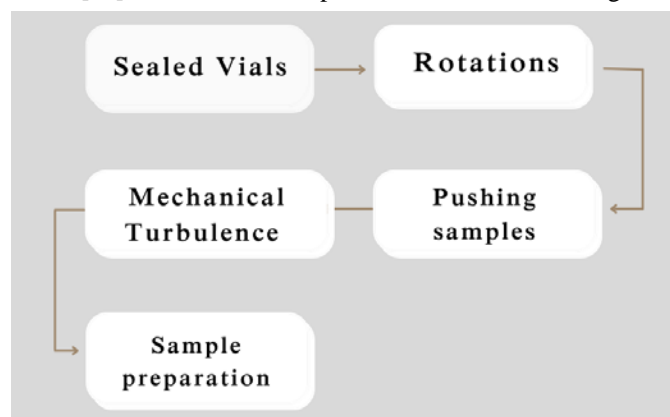 Sealed Vials
Rotations
Pushing
samples
Mechanical
Turbulence
Sample
preparation